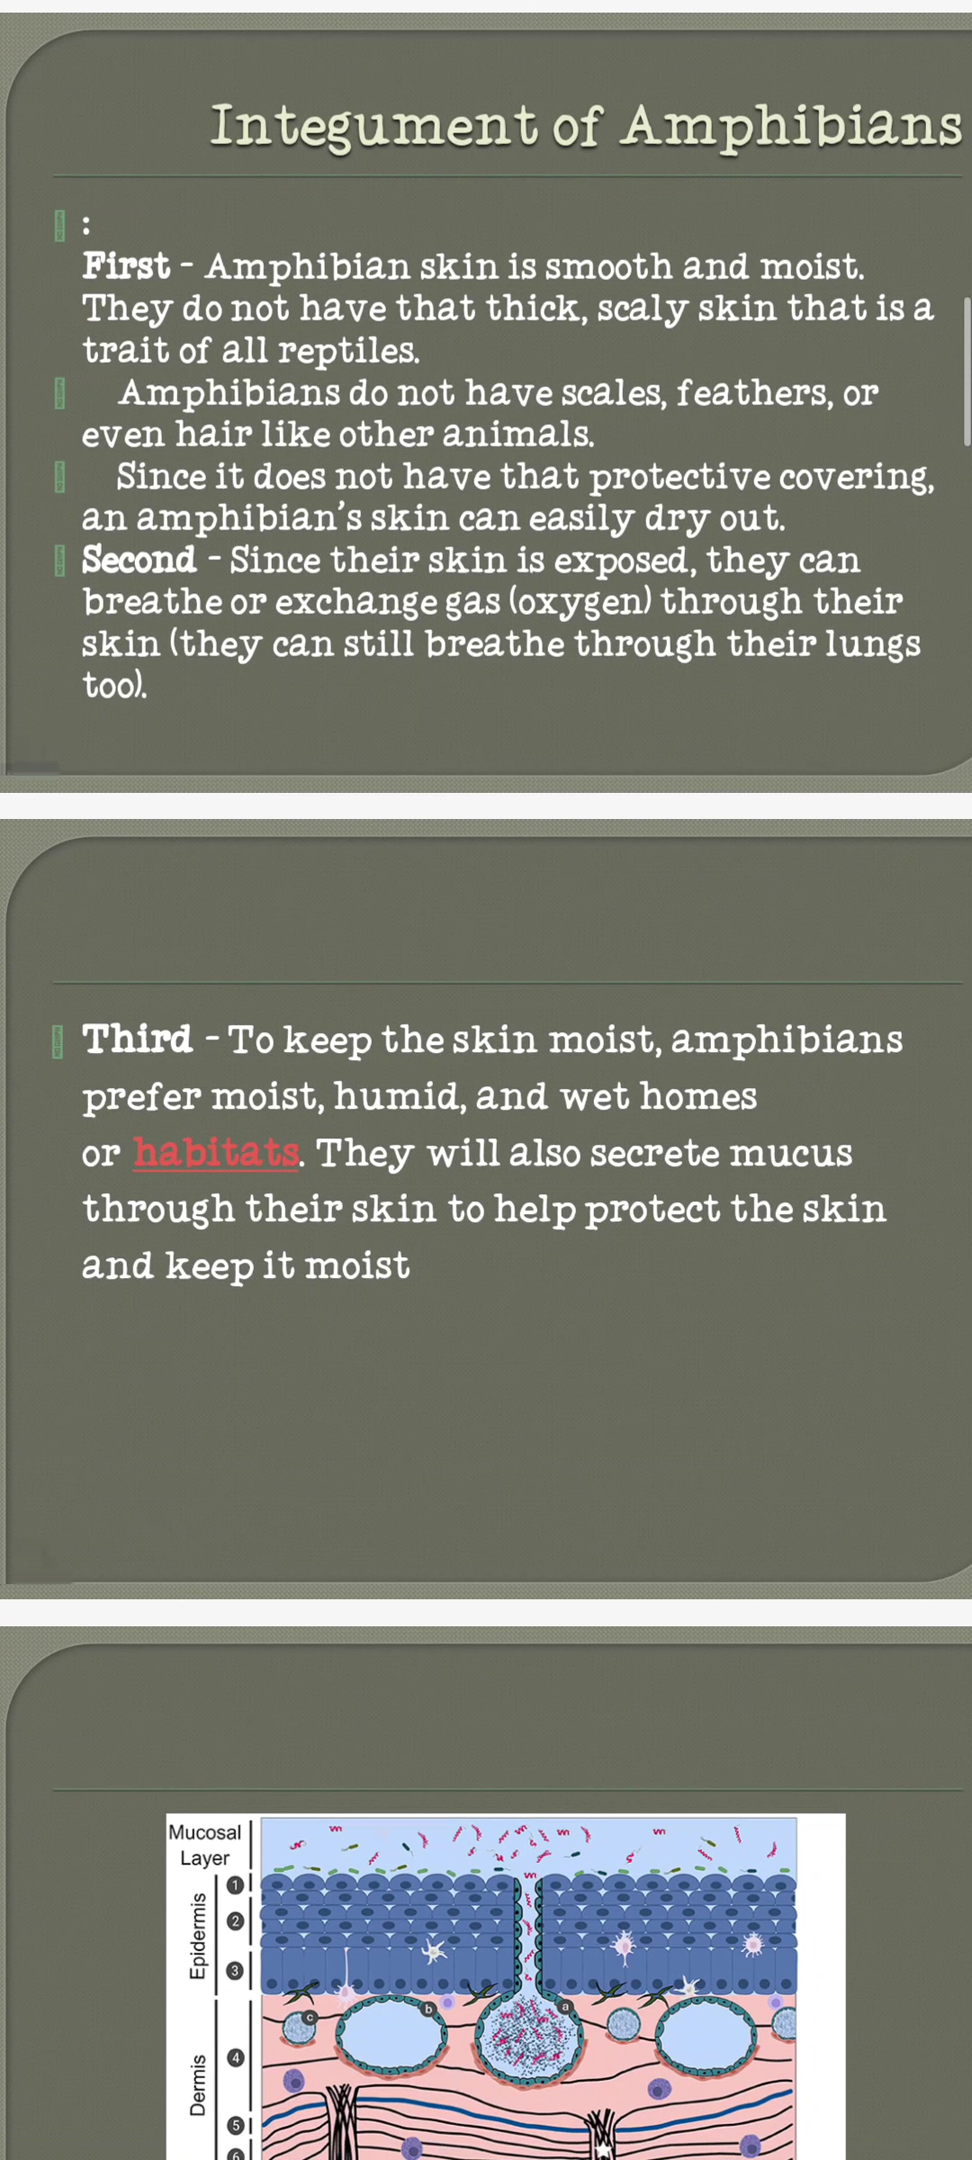 Integument of Amphibians
:
First - Amphibian skin is smooth and moist.
They do not have that thick, scaly skin that is a
trait of all reptiles.
Amphibians do not have scales, feathers, or
even hair like other animals.
Since it does not have that protective covering,
an amphibian's skin can easily dry out.
Second - Since their skin is exposed, they can
breathe or exchange gas (oxygen) through their
skin (they can still breathe through their lungs
too).
Third - To keep the skin moist, amphibians
prefer moist, humid, and wet homes
or habitats. They will also secrete mucus
through their skin to help protect the skin
and keep it moist
Mucosal
Layer
Epidermis
1
2
3
a
b
c
Dermis
4
5
6